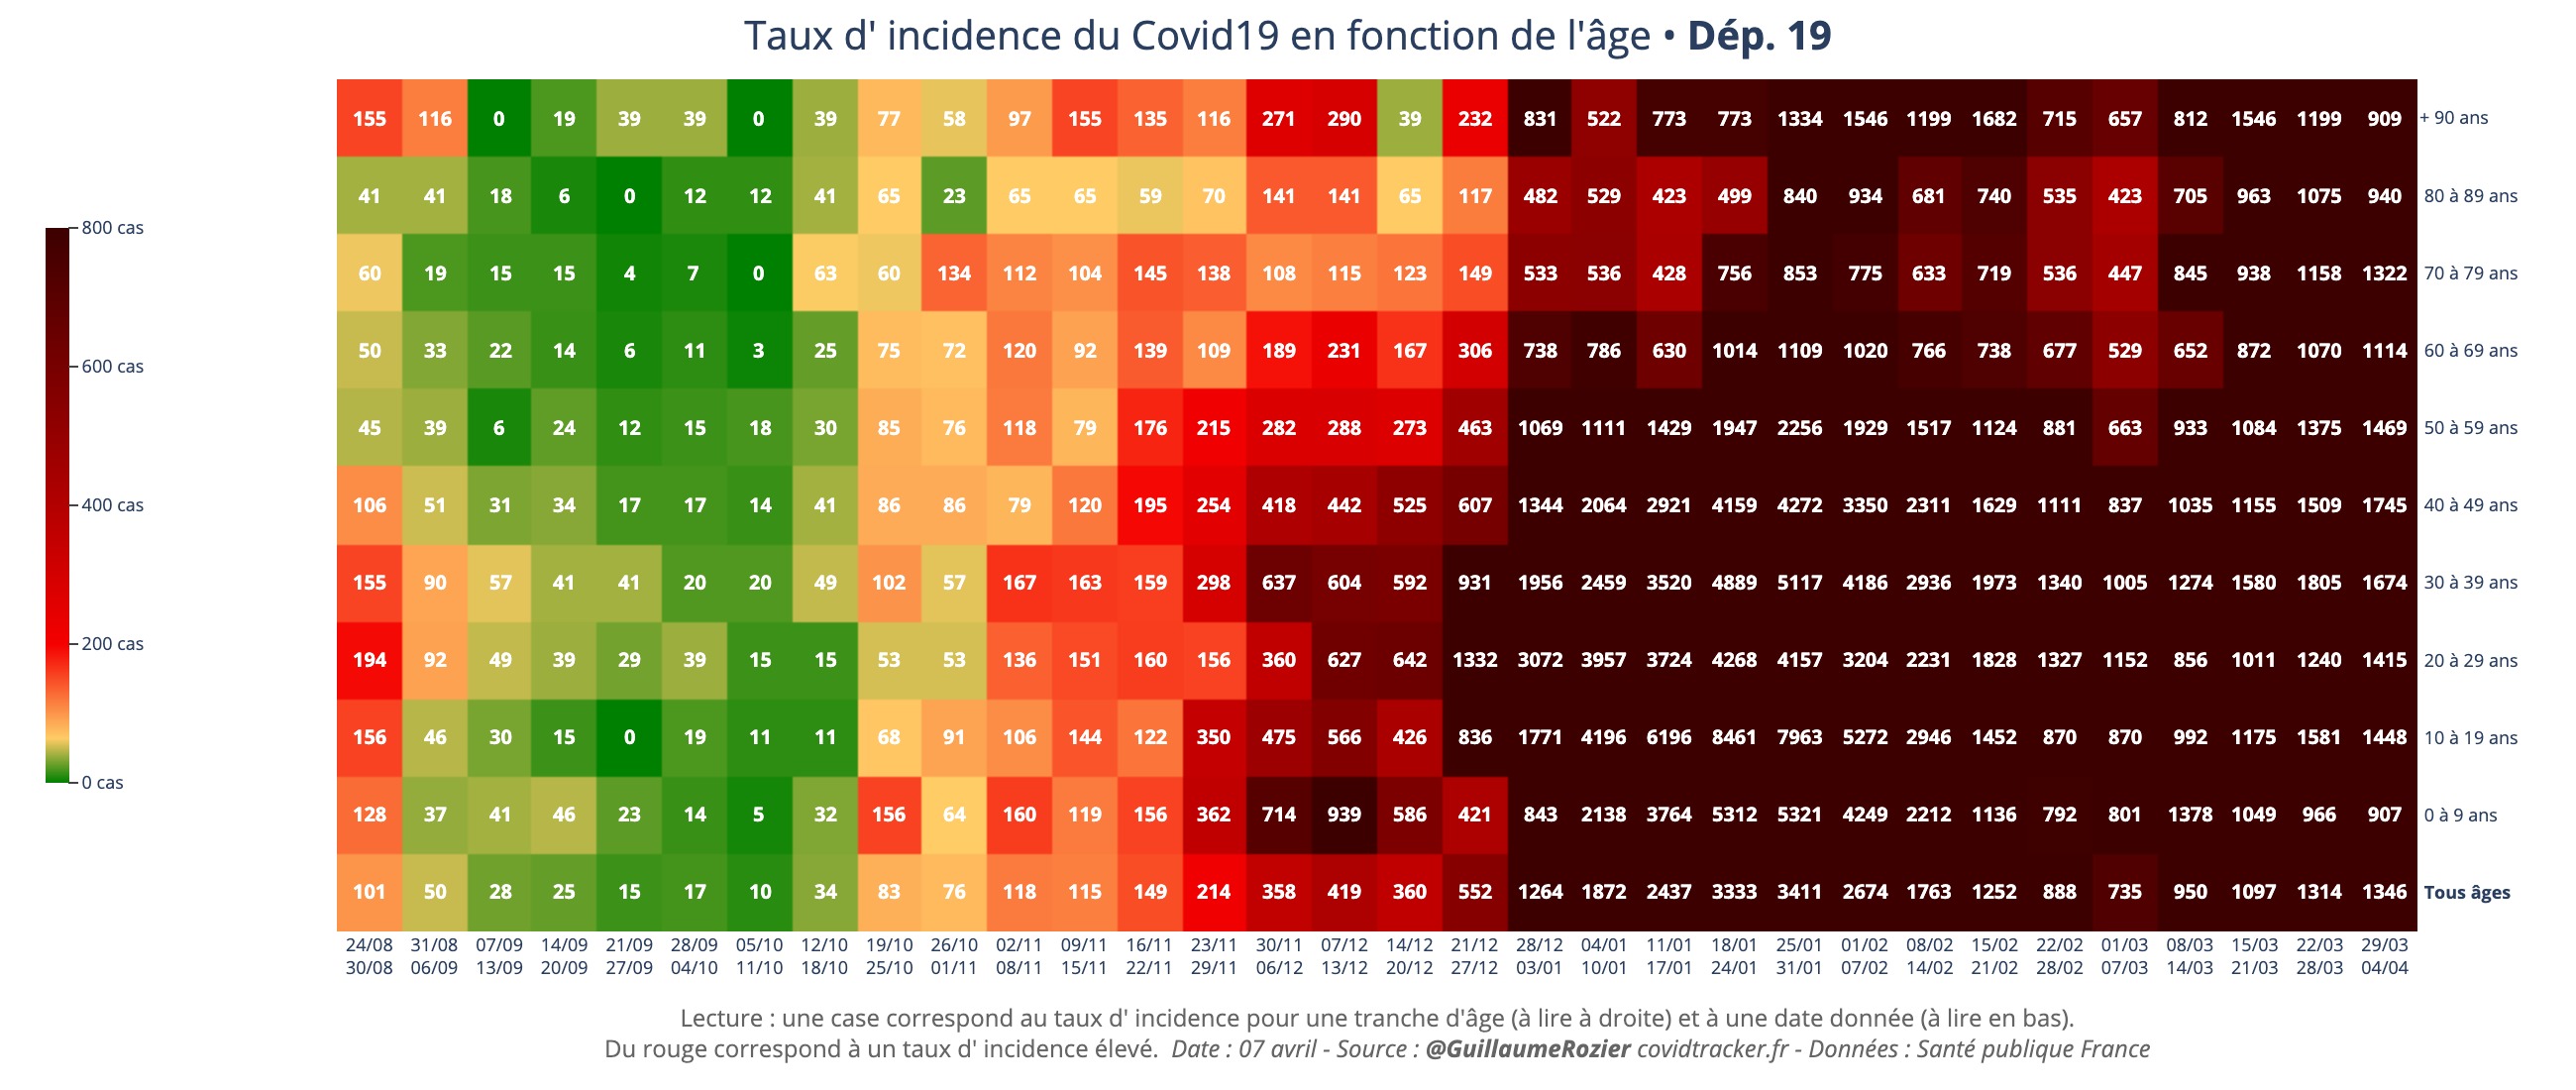 Taux d' incidence du Covid19 en fonction de l'âge • Dép. 19
155 116 0 19 39 39 0 39 77 58 97 155 135 116 271 290 39 232 831 522 773 773 1334 1546 1199 1682 715 657 812 1546 1199 909 + 90 ans
41 41 18 6 0 12 12 41 65 23 65 65 59 70 141 141 65 117 482 529 423 499 840 934 681 740 535 423 705 963 1075 940 80 à 89 ans
800 cas
60 19 15 15 4 7 0 63 60 134 112 104 145 138 108 115 123 149 533 536 428 756 853 775 633 719 536 447 845 938 1158 1322 70 à 79 ans
50 33 22 14 6 11 3 25 75 72 120 92 139 109 189 231 167 306 738 786 630 1014 1109 1020 766 738 677 529 652 872 1070 1114 60 à 69 ans
600 cas
45 39 6 24 12 15 18 30 85 76 118 79 176 215 282 288 273 463 1069 1111 1429 1947 2256 1929 1517 1124 881 663 933 1084 1375 1469 50 à 59 ans
400 cas
106 51 31 34 17 17 14 41 86 86 79 120 195 254 418 442 525 607 1344 2064 2921 4159 4272 3350 2311 1629 1111 837 1035 1155 1509 1745 40 à 49 ans
155 90 57 41 41 20 20 49 102 57 167 163 159 298 637 604 592 931 1956 2459 3520 4889 5117 4186 2936 1973 1340 1005 1274 1580 1805 1674 30 à 39 ans
200 cas
194 92 49 39 29 39 15 15 53 53 136 151 160 156 360 627 642 1332 3072 3957 3724 4268 4157 3204 2231 1828 1327 1152 856 1011 1240 1415 20 à 29 ans
156 46 30 15 0 19 11 11 68 91 106 144 122 350 475 566 426 836 1771 4196 6196 8461 7963 5272 2946 1452 870 870 992 1175 1581 1448 10 à 19 ans
0 cas
128 37 41 46 23 14 5 32 156 64 160 119 156 362 714 939 586 421 843 2138 3764 5312 5321 4249 2212 1136 792 801 1378 1049 966 907 0 à 9 ans
101 50 28 25 15 17 10 34 83 76 118 115 149 214 358 419 360 552 1264 1872 2437 3333 3411 2674 1763 1252 888 735 950 1097 1314 1346 Tous âges
24/08 31/08 07/09 14/09 21/09 28/09 05/10 12/10 19/10 26/10 02/11 09/11 16/11 23/11 30/11 07/12 14/12 21/12 28/12 04/01 11/01 18/01 25/01 01/02 08/02 15/02 22/02 01/03 08/03 15/03 22/03 29/03
30/08 06/09 13/09 20/09 27/09 04/10 11/10 18/10 25/10 01/11 08/11 15/11 22/11 29/11 06/12 13/12 20/12 27/12 03/01 10/01 17/01 24/01 31/01 07/02 14/02 21/02 28/02 07/03 14/03 21/03 28/03 04/04
Lecture : une case correspond au taux d' incidence pour une tranche d'âge (à lire à droite) et à une date donnée (à lire en bas).
Du rouge correspond à un taux d' incidence élevé. Date : 07 avril - Source : @GuillaumeRozier covidtracker.fr - Données : Santé publique France